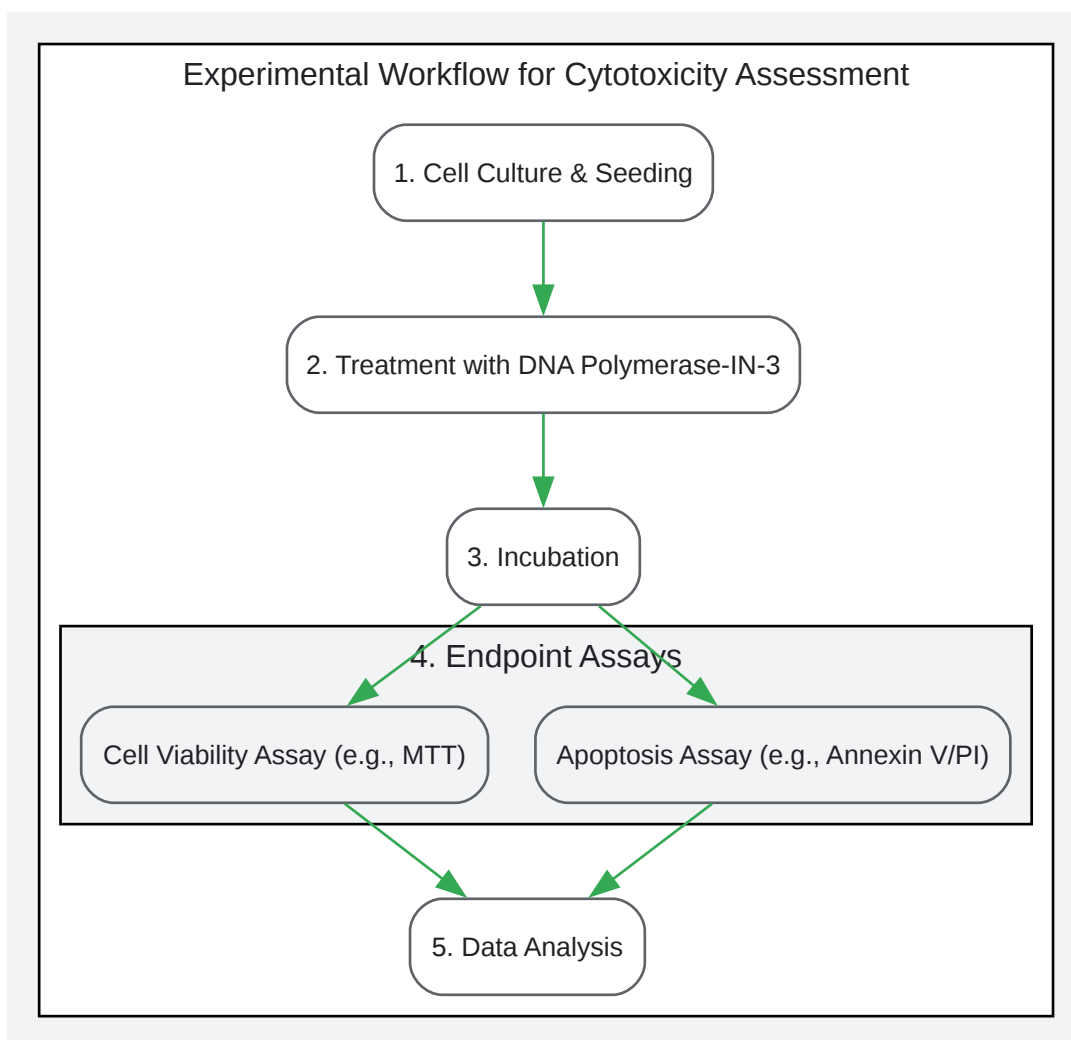 Experimental Workflow for Cytotoxicity Assessment
1. Cell Culture & Seeding
2. Treatment with DNA Polymerase-IN-3
3. Incubation
4. Endpoint Assays
Cell Viability Assay (e.g., MTT)
Apoptosis Assay (e.g., Annexin V/PI)
5. Data Analysis